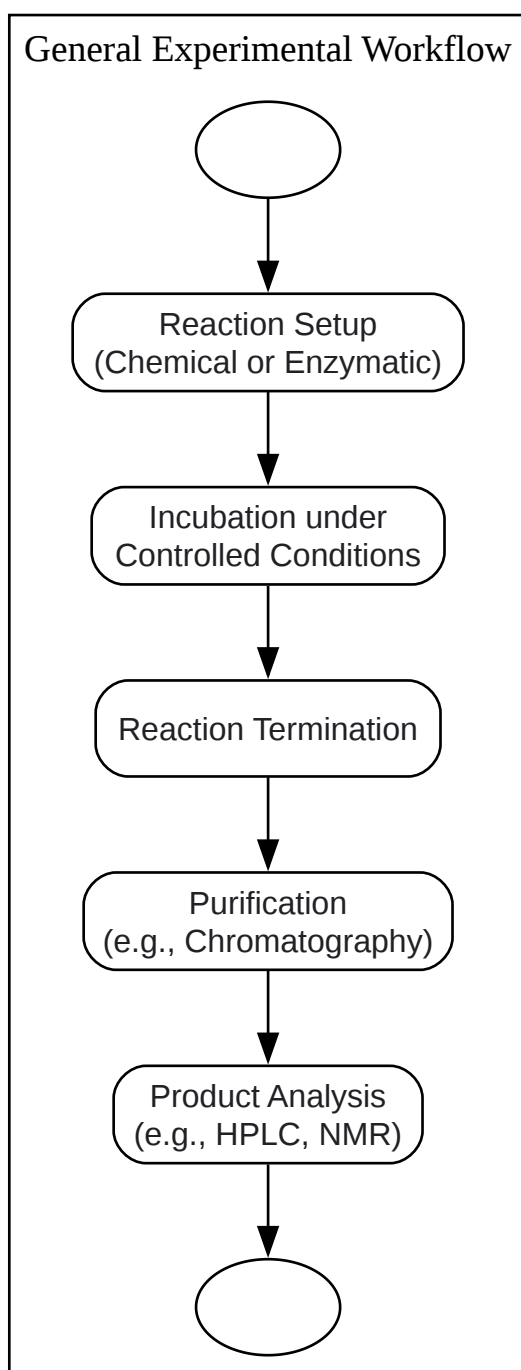 General Experimental Workflow
Reaction Setup
(Chemical or Enzymatic)
Incubation under
Controlled Conditions
Reaction Termination
Purification
(e.g., Chromatography)
Product Analysis
(e.g., HPLC, NMR)